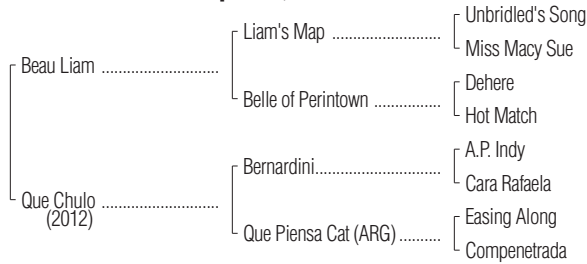 Unbridled's Song
Liam's Map ....................
Miss Macy Sue
Beau Liam ......................
Dehere
Belle of Perintown ............
Hot Match
A.P. Indy
Bernardini......................
Cara Rafaela
Que Chulo ......................
(2012)
Easing Along
Que Piensa Cat (ARG) .......
Compenetrada